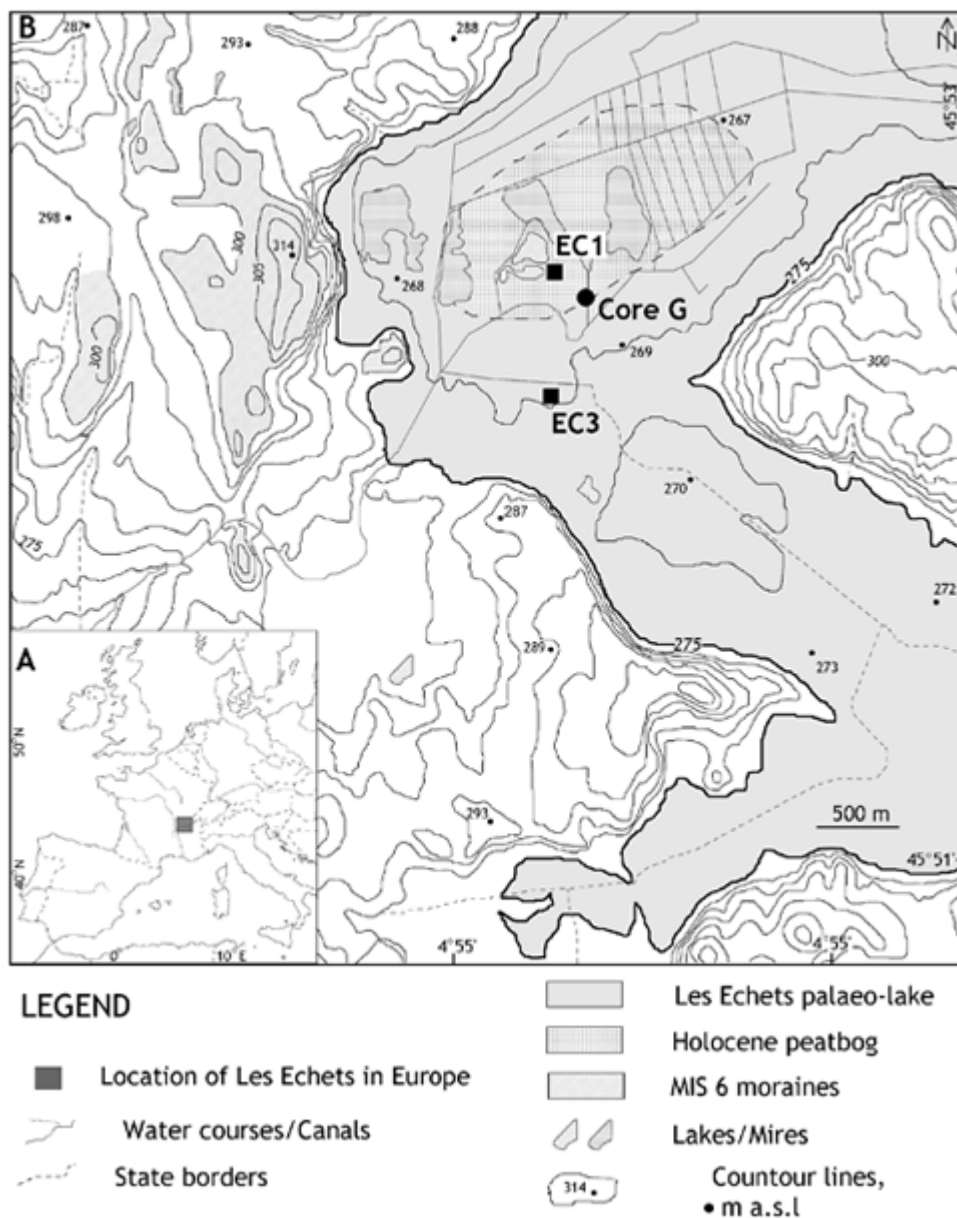 B
287
293
288
N
267
45°53'
298
314
300
305
EC1
268
Core G
275
269
300
300
EC3
270
287
275
272
289
275
273
A
50°N
40°N
0°
10°E
293
500 m
45°51'
4°55'
4°55'
LEGEND
Location of Les Echets in Europe
Water courses/Canals
State borders
Les Echets palaeo-lake
Holocene peatbog
MIS 6 moraines
Lakes/Mires
314
Countour lines,
m a.s.l